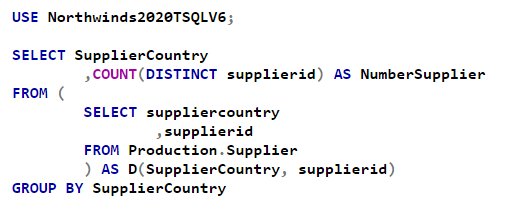 USE Northwinds2020TSQLV6;
SELECT SupplierCountry
,COUNT(DISTINCT supplierid) AS NumberSupplier
FROM (
SELECT suppliercountry
,supplierid
FROM Production.Supplier
) AS D(SupplierCountry, supplierid)
GROUP BY SupplierCountry